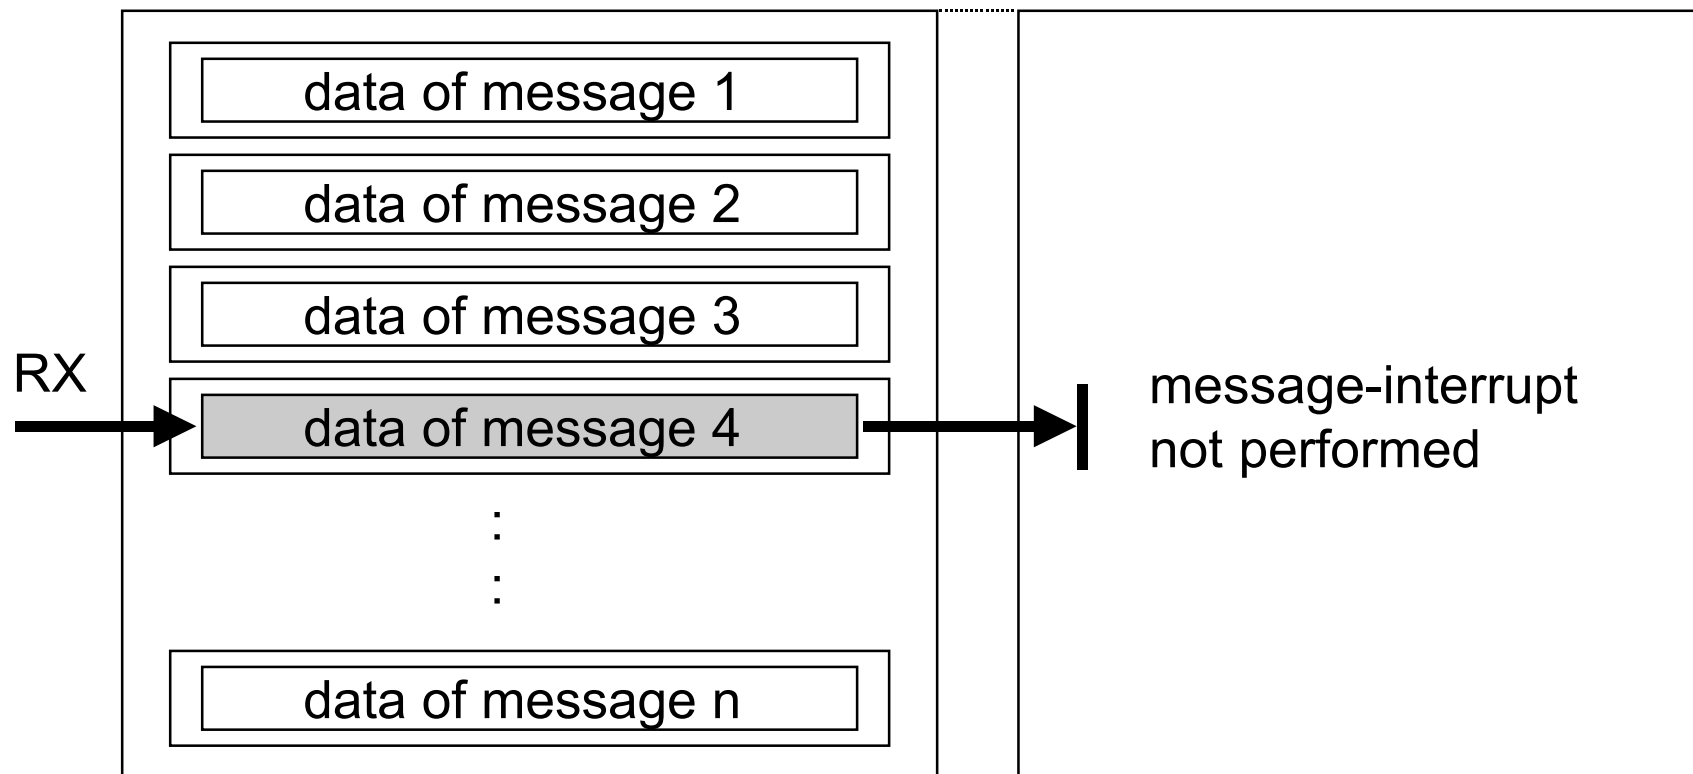 data of message 1
data of message 2
data of message 3
RX
data of message 4
message-interrupt
not performed
:
:
data of message n